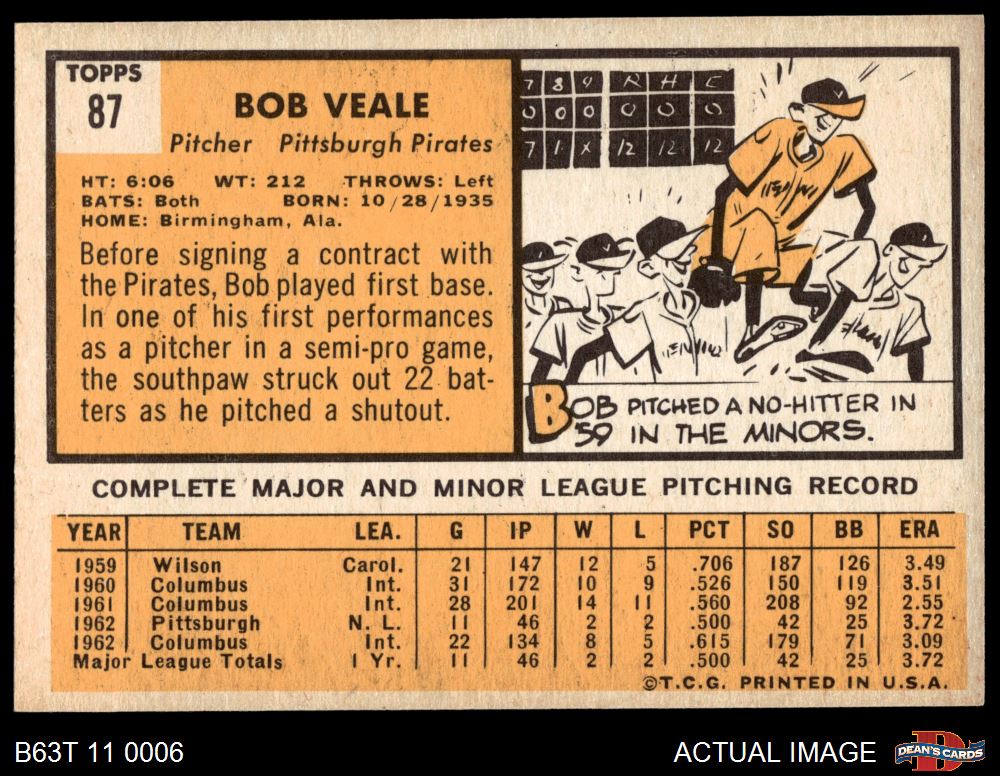 TOPPS
87
BOB VEALE
Pitcher Pittsburgh Pirates
HT: 6:06 WT: 212 THROWS: Left
BATS: Both BORN: 10/28/1935
HOME: Birmingham, Ala.
Before signing a contract with
the Pirates, Bob played first base.
In one of his first performances
as a pitcher in a semi-pro game,
the southpaw struck out 22 bat-
ters as he pitched a shutout.
7 8 9 R H E
0 0 0 0 0 0
7 1 X 12 12 12
BOB PITCHED A NO-HITTER IN
'59 IN THE MINORS.
COMPLETE MAJOR AND MINOR LEAGUE PITCHING RECORD
YEAR TEAM LEA. G IP W L PCT SO BB ERA
1959 Wilson Carol. 21 147 12 5 .706 187 126 3.49
1960 Columbus Int. 31 172 10 9 .526 150 119 3.51
1961 Columbus Int. 28 201 14 11 .560 208 92 2.55
1962 Pittsburgh N. L. 11 46 2 2 .500 42 25 3.72
1962 Columbus Int. 22 134 8 5 .615 179 71 3.09
Major League Totals 1 Yr. 11 46 2 2 .500 42 25 3.72
©T.C.G. PRINTED IN U.S.A.
B63T 11 0006
ACTUAL IMAGE
DEAN'S CARDS